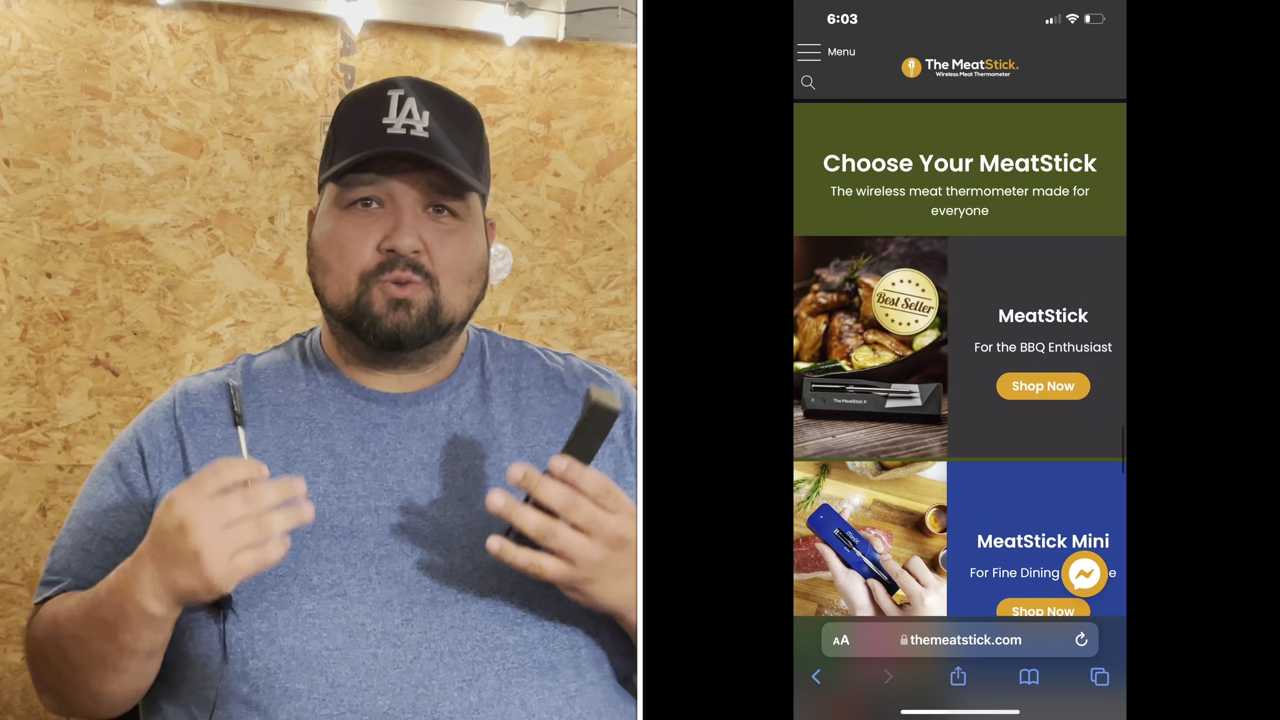 LA
6:03
Menu
The MeatStick.
Wireless Meat Thermometer
Choose Your MeatStick
The wireless meat thermometer made for
everyone
Best Seller
MeatStick
For the BBQ Enthusiast
Shop Now
The MeatStick
MeatStick Mini
For Fine Dining
e
Shop Now
AA
themeatstick.com